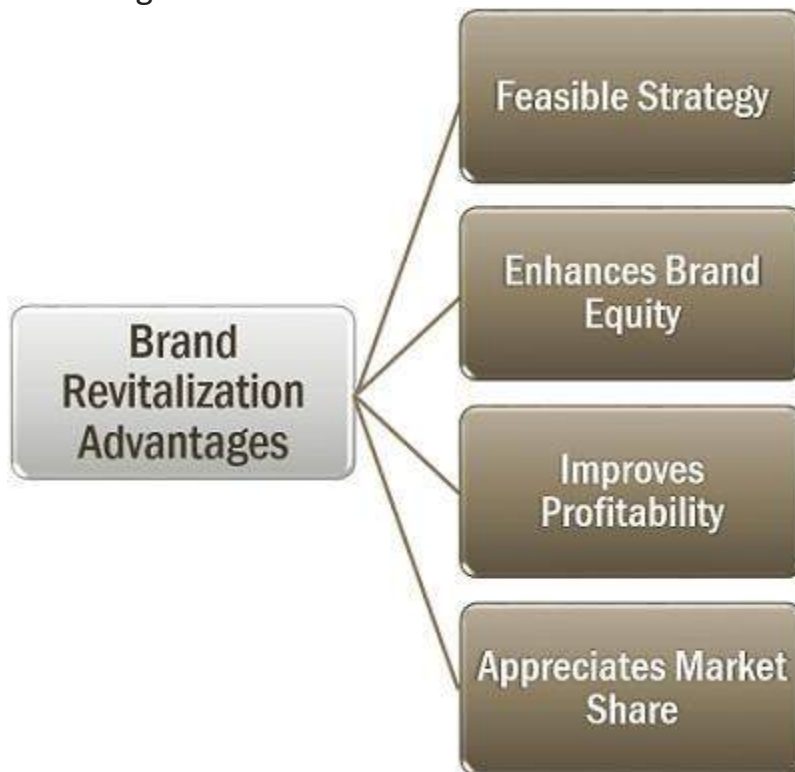 Brand
Revitalization
Advantages
Feasible Strategy
Enhances Brand
Equity
Improves
Profitability
Appreciates Market
Share